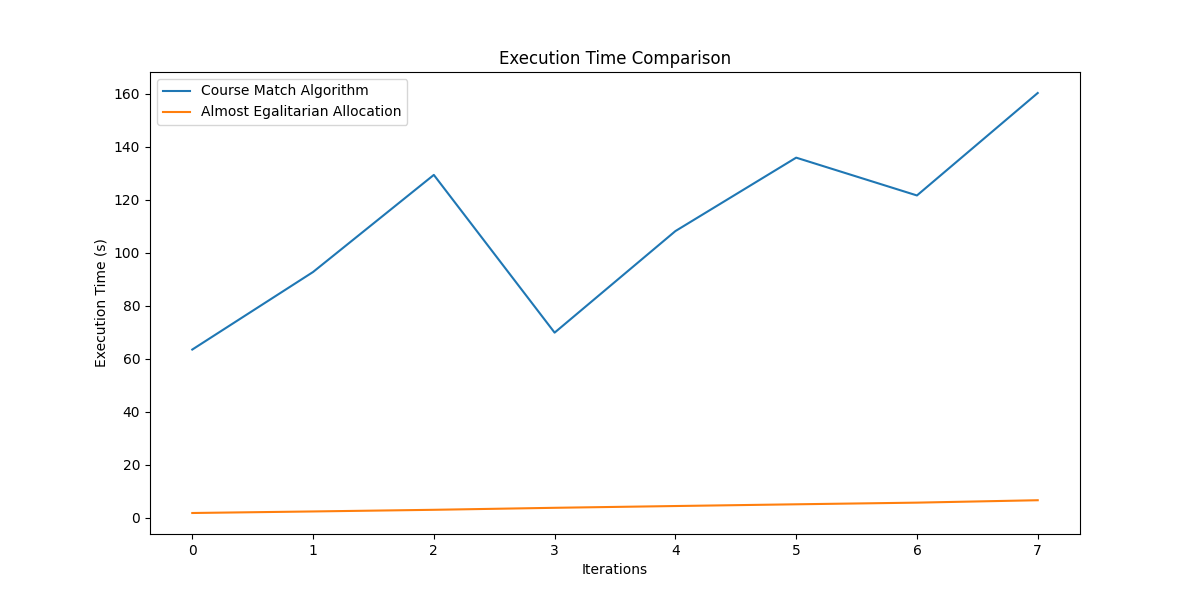 Execution Time Comparison
Course Match Algorithm
Almost Egalitarian Allocation
Execution Time (s)
160
140
120
100
80
60
40
20
0
0 1 2 3 4 5 6 7
Iterations